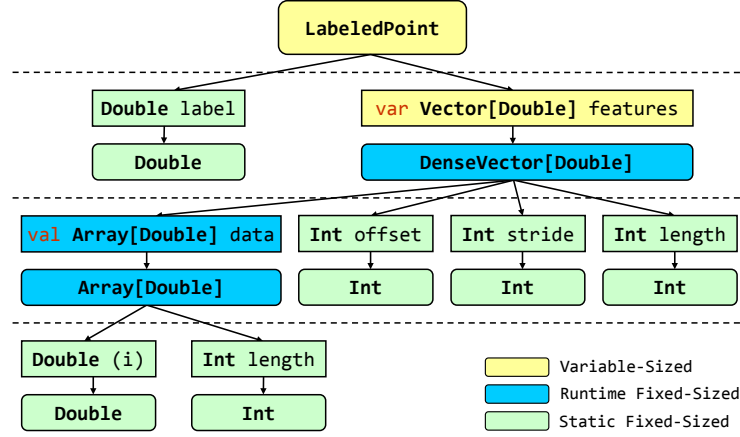 LabeledPoint
Double label
var Vector[Double] features
Double
DenseVector[Double]
val Array[Double] data
Int offset
Int stride
Int length
Array[Double]
Int
Int
Int
Double (i)
Int length
Double
Int
Variable-Sized
Runtime Fixed-Sized
Static Fixed-Sized